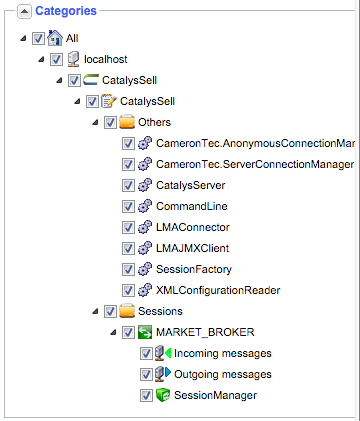 Categories
All
localhost
CatalysSell
CatalysSell
Others
CameronTec.AnonymousConnectionMan
CameronTec.ServerConnectionManager
CatalysServer
CommandLine
LMAConnector
LMAJMXClient
SessionFactory
XMLConfigurationReader
Sessions
MARKET_BROKER
Incoming messages
Outgoing messages
SessionManager